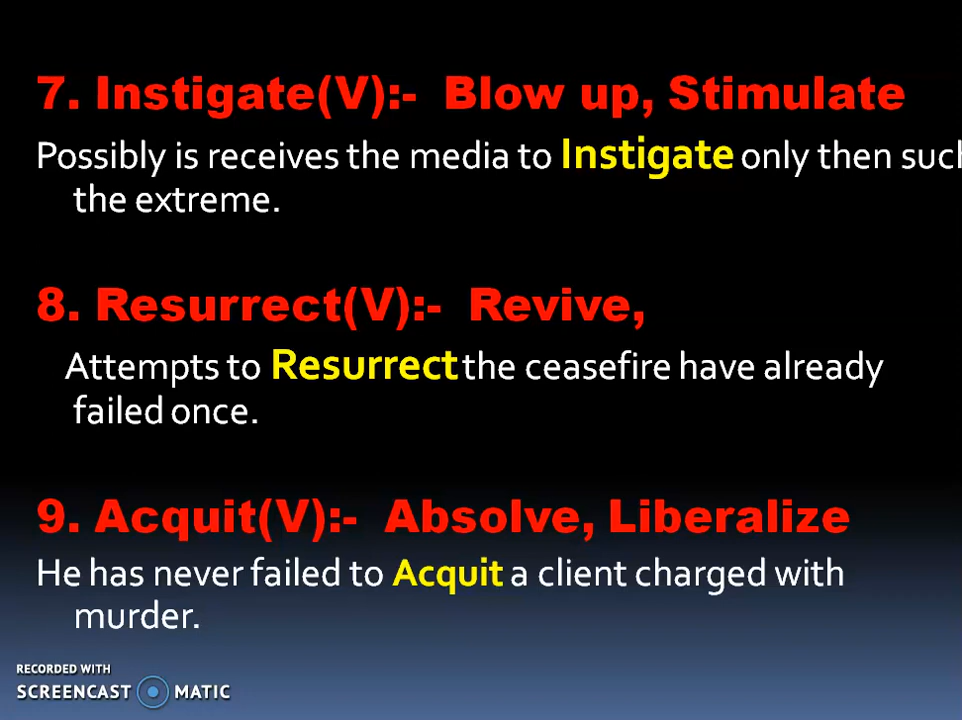 7. Instigate(V):- Blow up, Stimulate
Possibly is receives the media to Instigate only then such
the extreme.
8. Resurrect(V):- Revive,
Attempts to Resurrect the ceasefire have already
failed once.
9. Acquit(V):- Absolve, Liberalize
He has never failed to Acquit a client charged with
murder.
RECORDED WITH
SCREENCAST MATIC